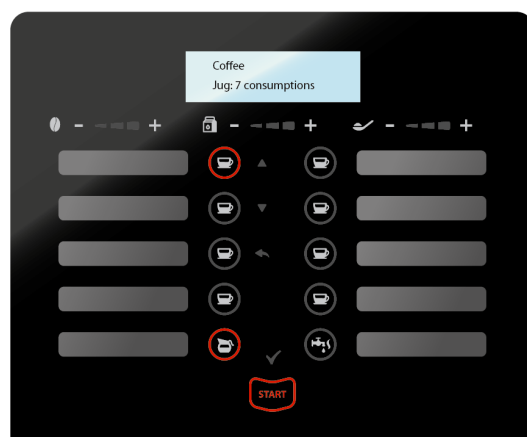 Coffee
Jug: 7 consumptions
- +
- +
- +
START